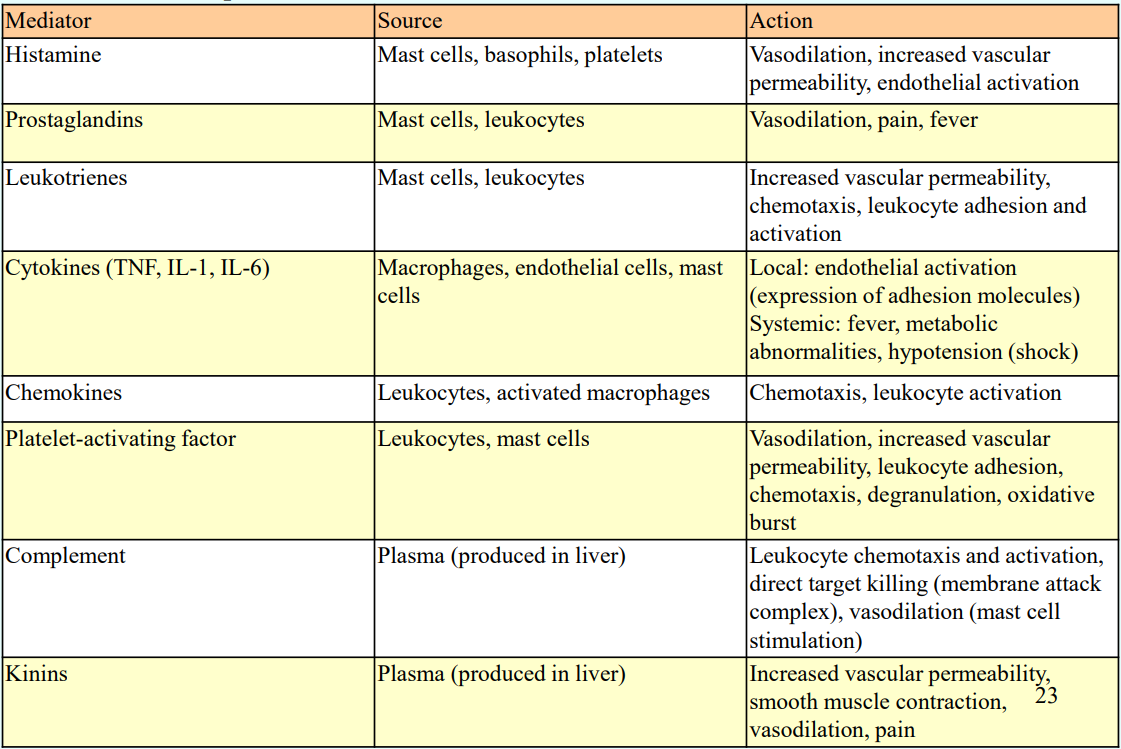 Mediator
Source
Action
Histamine
Mast cells, basophils, platelets
Vasodilation, increased vascular
permeability, endothelial activation
Prostaglandins
Mast cells, leukocytes
Vasodilation, pain, fever
Leukotrienes
Mast cells, leukocytes
Increased vascular permeability,
chemotaxis, leukocyte adhesion and
activation
Cytokines (TNF, IL-1, IL-6)
Macrophages, endothelial cells, mast
cells
Local: endothelial activation
(expression of adhesion molecules)
Systemic: fever, metabolic
abnormalities, hypotension (shock)
Chemokines
Leukocytes, activated macrophages
Chemotaxis, leukocyte activation
Platelet-activating factor
Leukocytes, mast cells
Vasodilation, increased vascular
permeability, leukocyte adhesion,
chemotaxis, degranulation, oxidative
burst
Complement
Plasma (produced in liver)
Leukocyte chemotaxis and activation,
direct target killing (membrane attack
complex), vasodilation (mast cell
stimulation)
Kinins
Plasma (produced in liver)
Increased vascular permeability,
smooth muscle contraction,
vasodilation, pain
23